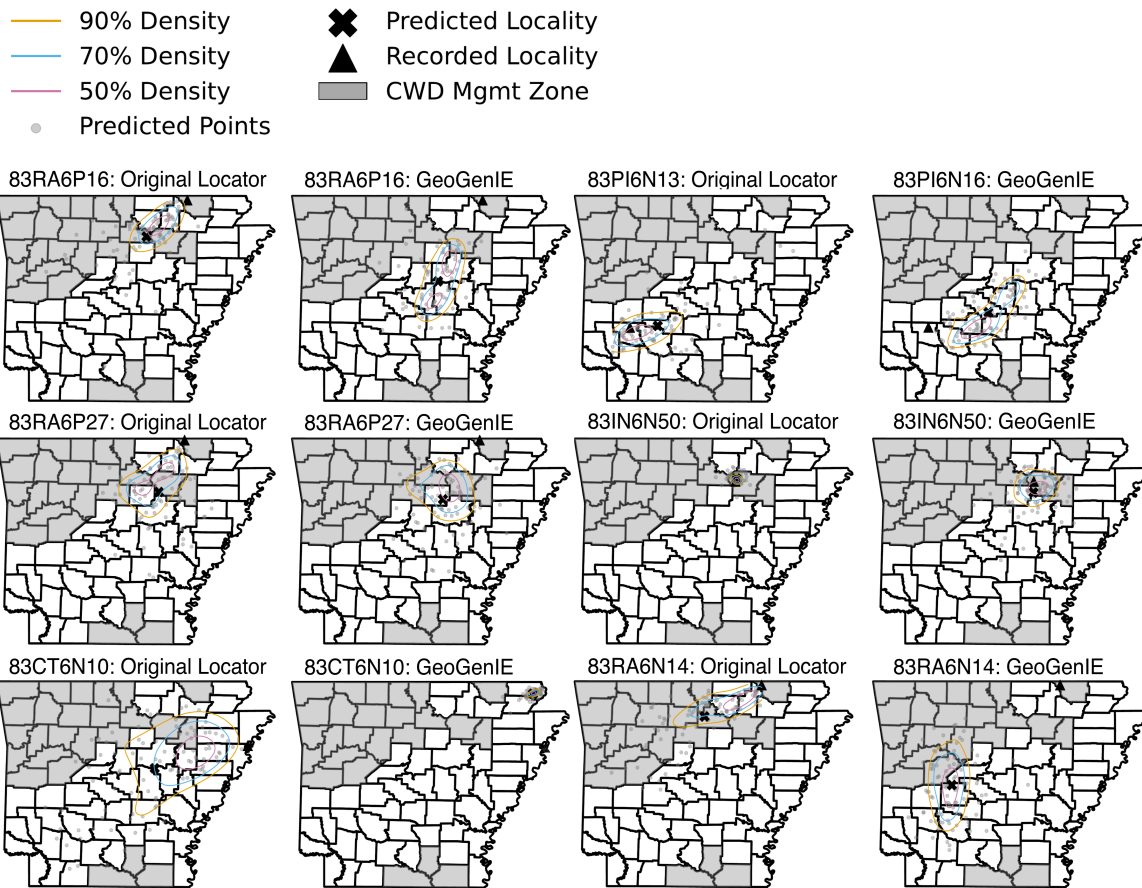 90% Density
70% Density
50% Density
Predicted Points
Predicted Locality
Recorded Locality
CWD Mgmt Zone
83RA6P16: Original Locator
83RA6P16: GeoGenIE
83PI6N13: Original Locator
83PI6N16: GeoGenIE
83RA6P27: Original Locator
83RA6P27: GeoGenIE
83IN6N50: Original Locator
83IN6N50: GeoGenIE
83CT6N10: Original Locator
83CT6N10: GeoGenIE
83RA6N14: Original Locator
83RA6N14: GeoGenIE